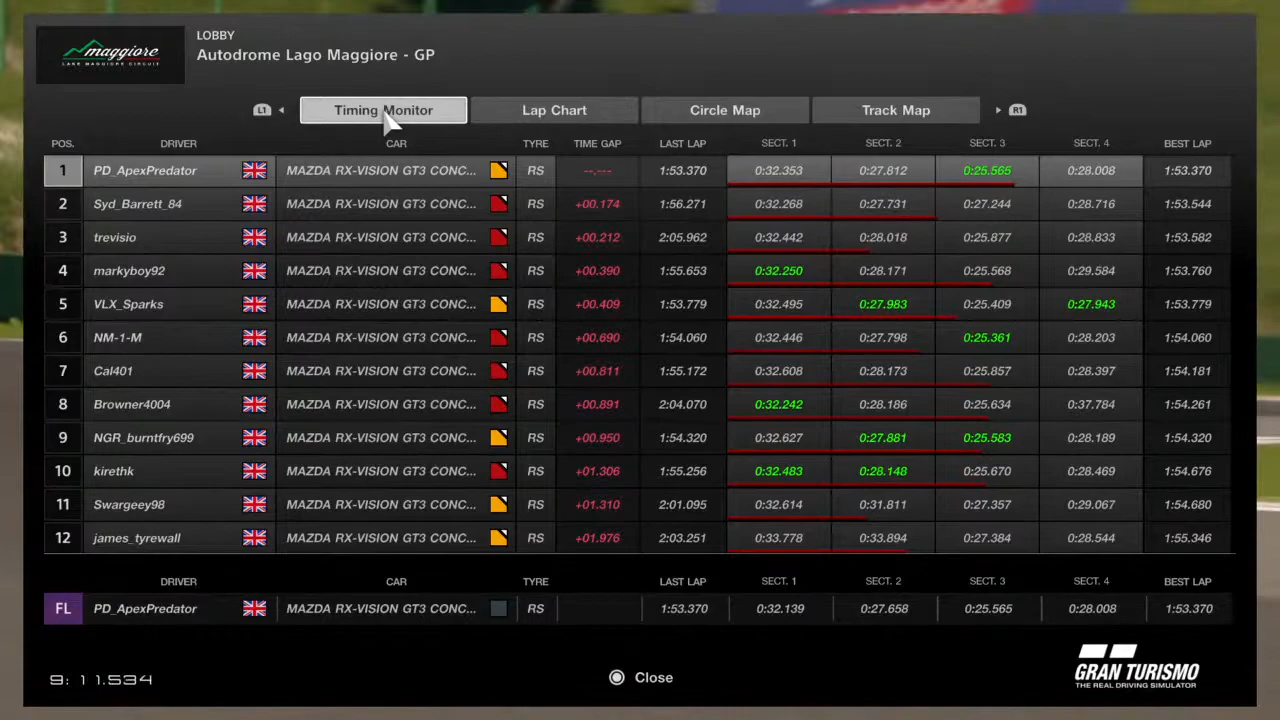 maggiore
LAKE MAGGIORE CIRCUIT
LOBBY
Autodrome Lago Maggiore - GP
L1 Timing Monitor Lap Chart Circle Map Track Map R1
POS. DRIVER CAR TYRE TIME GAP LAST LAP SECT. 1 SECT. 2 SECT. 3 SECT. 4 BEST LAP
1 PD_ApexPredator MAZDA RX-VISION GT3 CONC... RS --.--- 1:53.370 0:32.353 0:27.812 0:25.565 0:28.008 1:53.370
2 Syd_Barrett_84 MAZDA RX-VISION GT3 CONC... RS +00.174 1:56.271 0:32.268 0:27.731 0:27.244 0:28.716 1:53.544
3 trevisio MAZDA RX-VISION GT3 CONC... RS +00.212 2:05.962 0:32.442 0:28.018 0:25.877 0:28.833 1:53.582
4 markyboy92 MAZDA RX-VISION GT3 CONC... RS +00.390 1:55.653 0:32.250 0:28.171 0:25.568 0:29.584 1:53.760
5 VLX_Sparks MAZDA RX-VISION GT3 CONC... RS +00.409 1:53.779 0:32.495 0:27.983 0:25.409 0:27.943 1:53.779
6 NM-1-M MAZDA RX-VISION GT3 CONC... RS +00.690 1:54.060 0:32.446 0:27.798 0:25.361 0:28.203 1:54.060
7 Cal401 MAZDA RX-VISION GT3 CONC... RS +00.811 1:55.172 0:32.608 0:28.173 0:25.857 0:28.397 1:54.181
8 Browner4004 MAZDA RX-VISION GT3 CONC... RS +00.891 2:04.070 0:32.242 0:28.186 0:25.634 0:37.784 1:54.261
9 NGR_burntfry699 MAZDA RX-VISION GT3 CONC... RS +00.950 1:54.320 0:32.627 0:27.881 0:25.583 0:28.189 1:54.320
10 kirethk MAZDA RX-VISION GT3 CONC... RS +01.306 1:55.256 0:32.483 0:28.148 0:25.670 0:28.469 1:54.676
11 Swargeey98 MAZDA RX-VISION GT3 CONC... RS +01.310 2:01.095 0:32.614 0:31.811 0:27.357 0:29.067 1:54.680
12 james_tyrewall MAZDA RX-VISION GT3 CONC... RS +01.976 2:03.251 0:33.778 0:33.894 0:27.384 0:28.544 1:55.346
DRIVER CAR TYRE LAST LAP SECT. 1 SECT. 2 SECT. 3 SECT. 4 BEST LAP
FL PD_ApexPredator MAZDA RX-VISION GT3 CONC... RS 1:53.370 0:32.139 0:27.658 0:25.565 0:28.008 1:53.370
9:11.534
Close
GRAN TURISMO
THE REAL DRIVING SIMULATOR